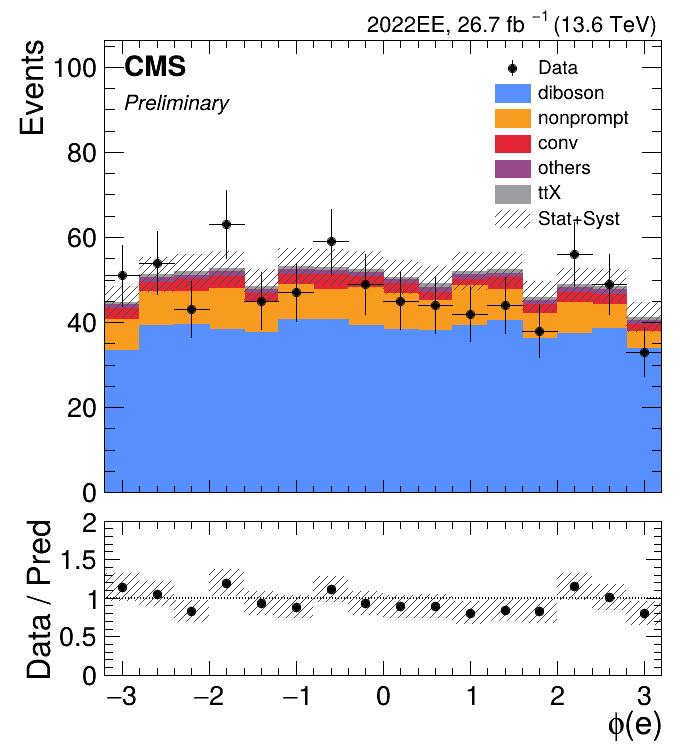 2022EE, 26.7 fb ⁻¹ (13.6 TeV)
Events
100
80
60
40
20
0
CMS
Preliminary
Data
diboson
nonprompt
conv
others
ttX
Stat+Syst
Data / Pred
2
1.5
1
0.5
0
−3 −2 −1 0 1 2 3
ϕ(e)